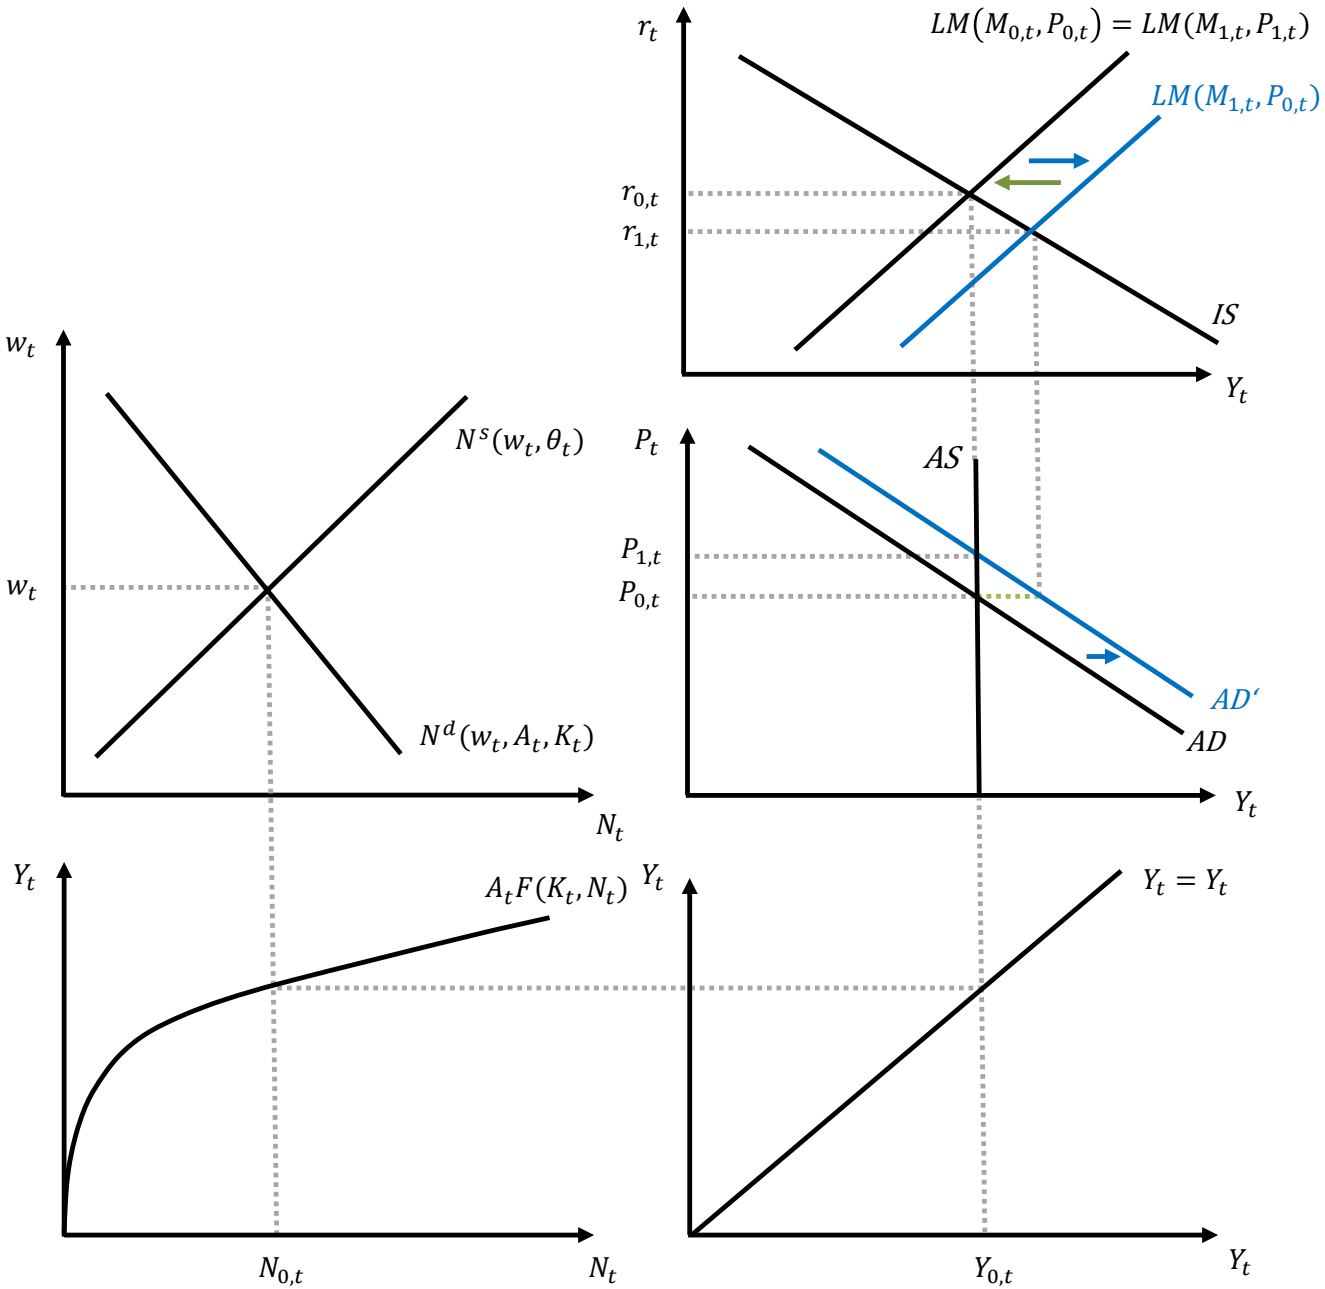 r_t
LM(M_{0,t}, P_{0,t}) = LM(M_{1,t}, P_{1,t})
LM(M_{1,t}, P_{0,t})
r_{0,t}
r_{1,t}
IS
Y_t
w_t
N^s(w_t, θ_t)
w_t
N^d(w_t, A_t, K_t)
N_t
P_t
AS
P_{1,t}
P_{0,t}
AD‘
AD
Y_t
Y_t
A_tF(K_t, N_t)
N_{0,t}
N_t
Y_t
Y_t = Y_t
Y_{0,t}
Y_t